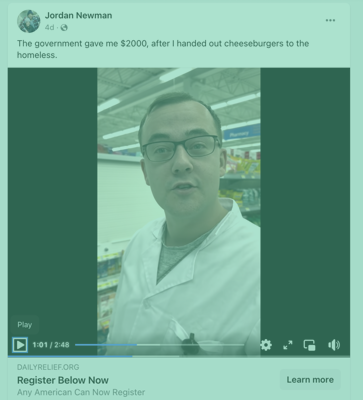 Jordan Newman
4d ·
The government gave me $2000, after I handed out cheeseburgers to the
homeless.
Play
1:01 / 2:48
DAILYRELIEF.ORG
Register Below Now
Any American Can Now Register
Learn more